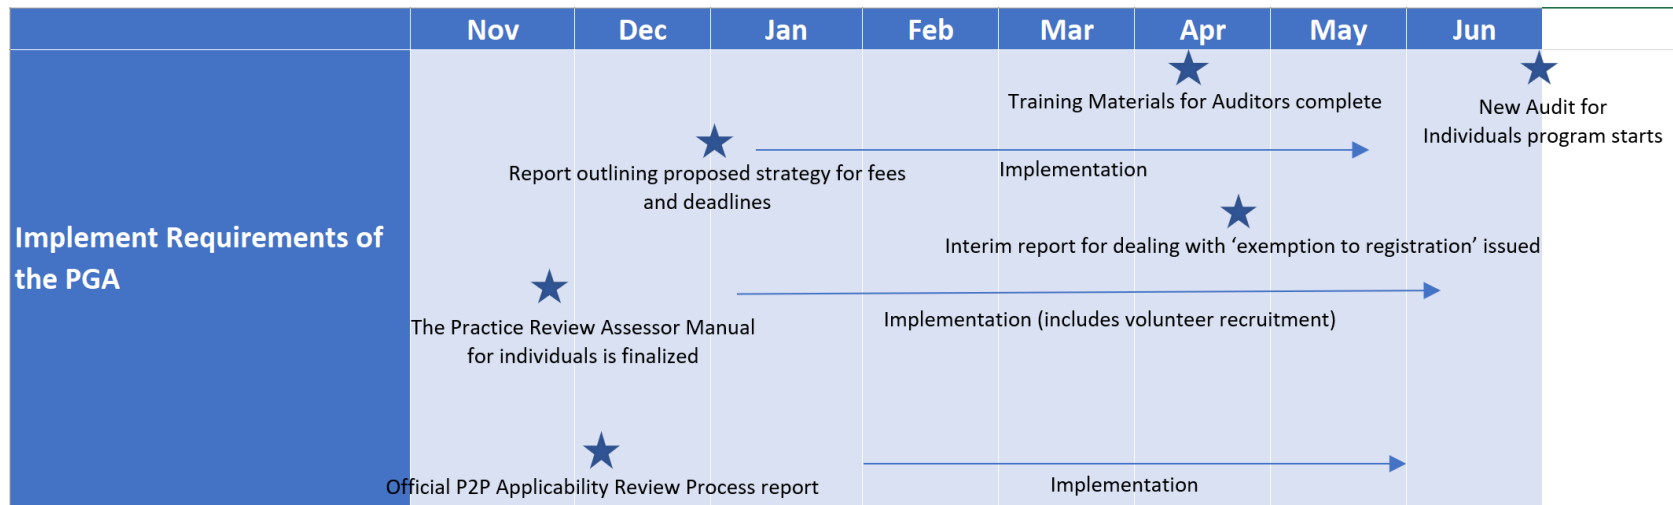 Nov Dec Jan Feb Mar Apr May Jun
Training Materials for Auditors complete
New Audit for
Individuals program starts
Report outlining proposed strategy for fees
and deadlines
Implementation
Implement Requirements of
the PGA
Interim report for dealing with ‘exemption to registration’ issued
The Practice Review Assessor Manual
for individuals is finalized
Implementation (includes volunteer recruitment)
Official P2P Applicability Review Process report
Implementation